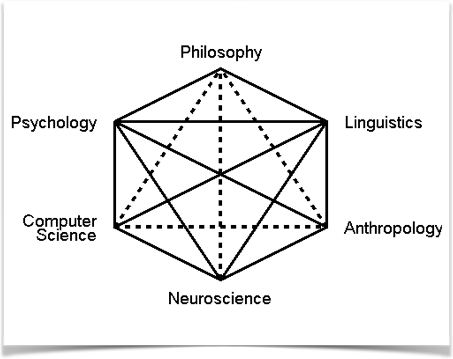 Philosophy
Psychology
Linguistics
Computer
Science
Anthropology
Neuroscience